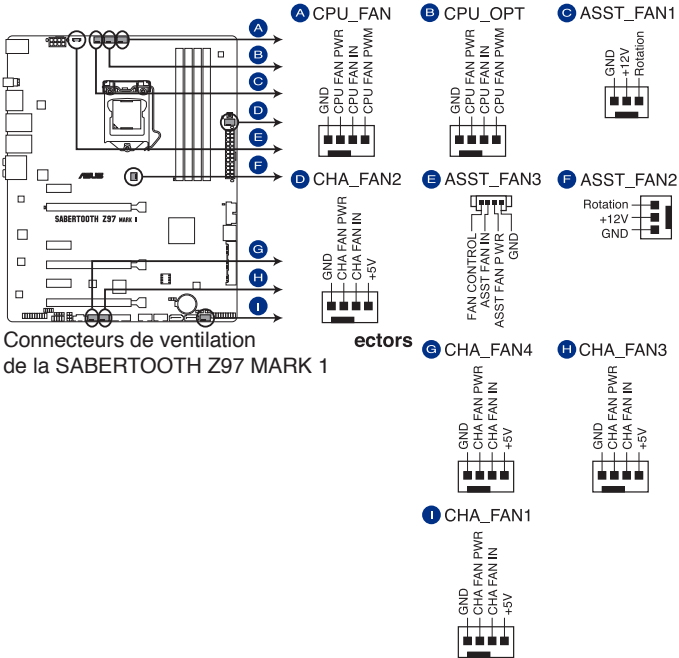 A CPU_FAN
GND
CPU FAN PWR
CPU FAN IN
CPU FAN PWM
B CPU_OPT
GND
CPU FAN PWR
CPU FAN IN
CPU FAN PWM
C ASST_FAN1
GND
+12V
Rotation
A
B
C
D
E
F
G
H
I
/SUS
SABERTOOTH Z97 MARK 1
D CHA_FAN2
GND
CHA FAN PWR
CHA FAN IN
+5V
E ASST_FAN3
FAN CONTROL
ASST FAN IN
ASST FAN PWR
GND
F ASST_FAN2
Rotation
+12V
GND
Connecteurs de ventilation
de la SABERTOOTH Z97 MARK 1
ectors
G CHA_FAN4
GND
CHA FAN PWR
CHA FAN IN
+5V
H CHA_FAN3
GND
CHA FAN PWR
CHA FAN IN
+5V
I CHA_FAN1
GND
CHA FAN PWR
CHA FAN IN
+5V